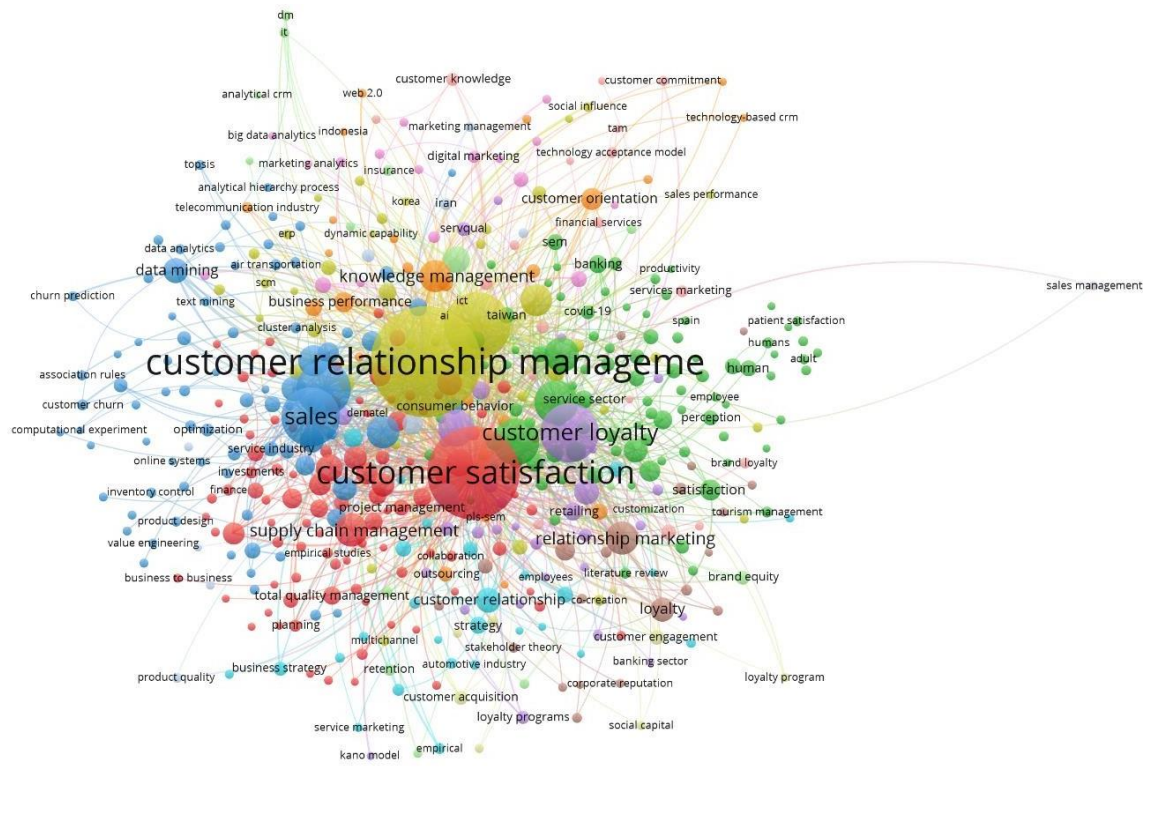 dm
it
customer knowledge
customer commitment
analytical crm
web 2.0
social influence
technology-based crm
big data analytics
indonesia
marketing management
tam
topsis
marketing analytics
insurance
digital marketing
technology acceptance model
analytical hierarchy process
korea
iran
customer orientation
sales performance
telecommunication industry
financial services
erp
dynamic capability
servqual
sem
data analytics
data mining
air transportation
knowledge management
banking
productivity
scm
churn prediction
text mining
business performance
ict
services marketing
sales management
ai
taiwan
covid-19
cluster analysis
spain
patient satisfaction
humans
customer relationship manageme
adult
human
association rules
customer churn
sales
dematel
consumer behavior
service sector
employee
perception
computational experiment
optimization
customer loyalty
service industry
online systems
investments
customer satisfaction
brand loyalty
inventory control
finance
satisfaction
project management
pls-sem
retailing
customization
tourism management
product design
supply chain management
relationship marketing
value engineering
empirical studies
collaboration
business to business
outsourcing
employees
literature review
brand equity
total quality management
customer relationship
co-creation
loyalty
planning
strategy
multichannel
stakeholder theory
customer engagement
business strategy
retention
automotive industry
banking sector
product quality
corporate reputation
loyalty program
customer acquisition
loyalty programs
service marketing
social capital
kano model
empirical